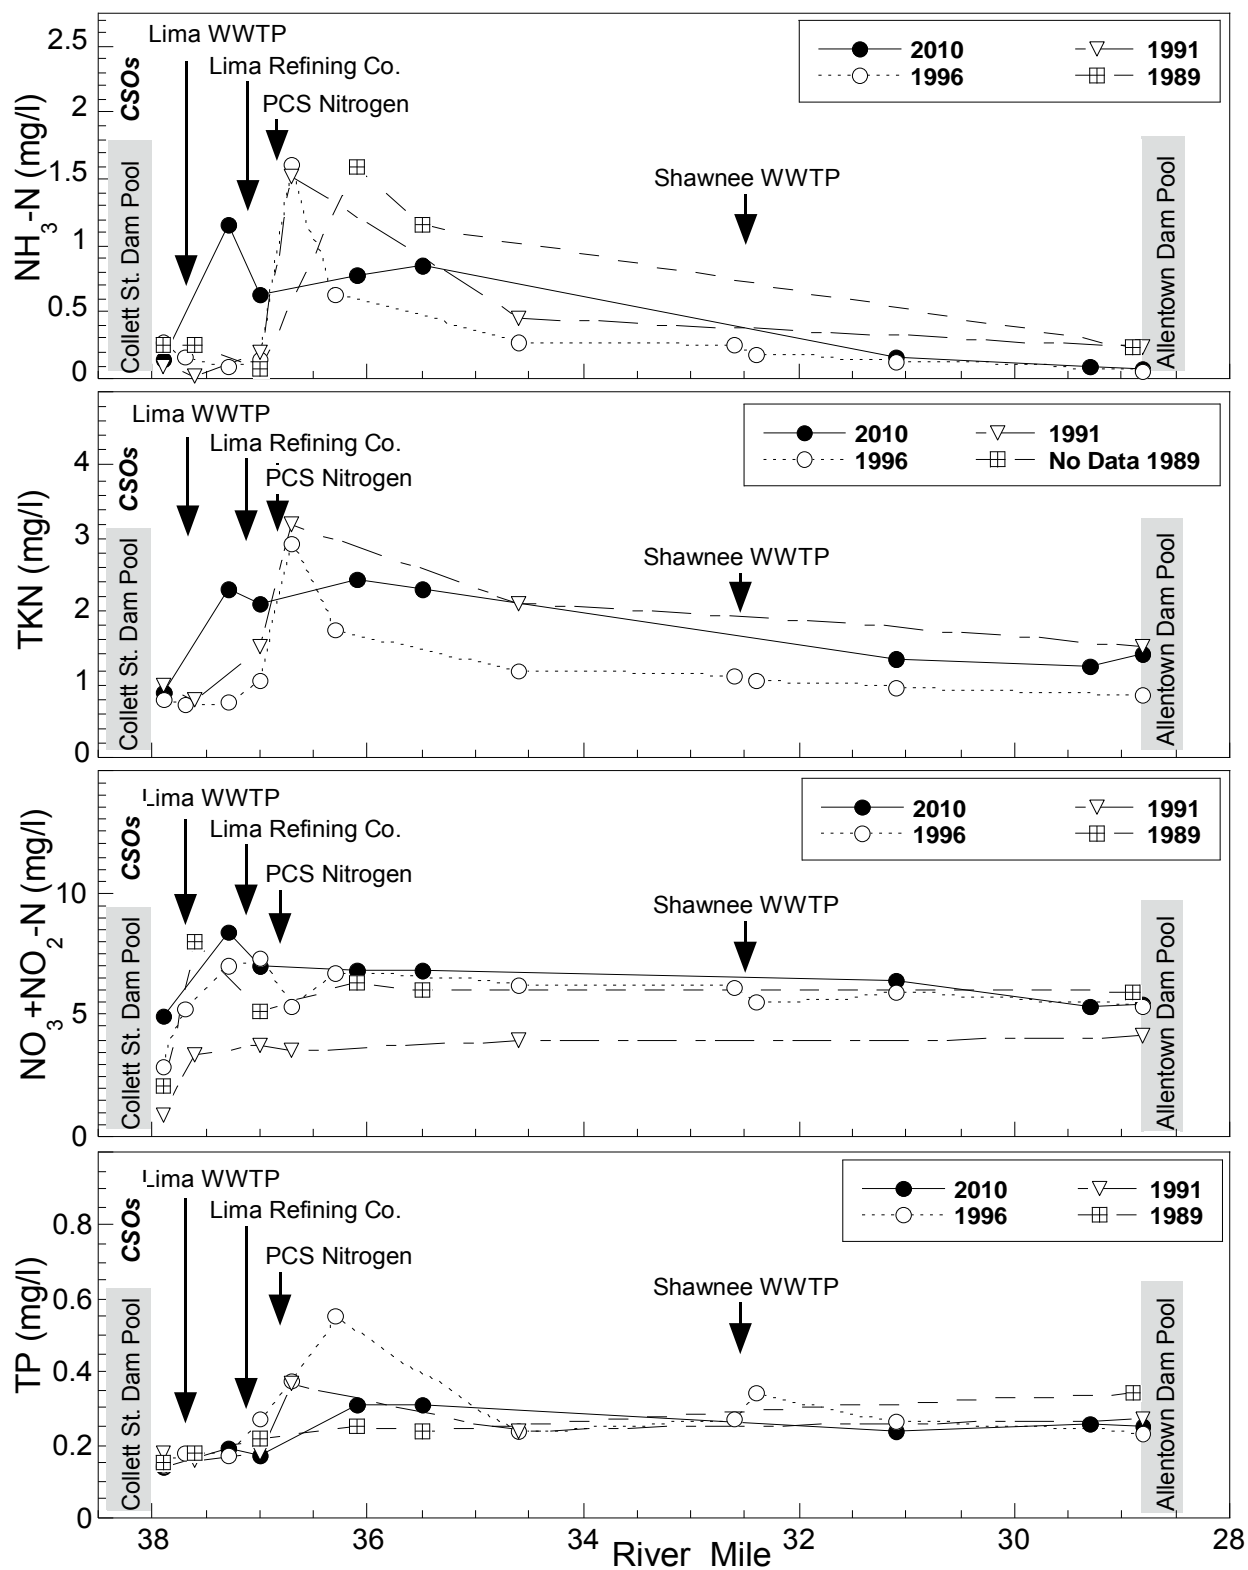 Lima WWTP
Lima Refining Co.
PCS Nitrogen
CSOs
Collett St. Dam Pool
Shawnee WWTP
Allentown Dam Pool
2010
1996
1991
1989
NH3-N (mg/l)
2.5
2
1.5
1
0.5
0
Lima WWTP
Lima Refining Co.
PCS Nitrogen
CSOs
Collett St. Dam Pool
Shawnee WWTP
Allentown Dam Pool
2010
1996
1991
No Data 1989
TKN (mg/l)
4
3
2
1
0
Lima WWTP
Lima Refining Co.
PCS Nitrogen
CSOs
Collett St. Dam Pool
Shawnee WWTP
Allentown Dam Pool
2010
1996
1991
1989
NO3+NO2-N (mg/l)
10
5
0
Lima WWTP
Lima Refining Co.
PCS Nitrogen
CSOs
Collett St. Dam Pool
Shawnee WWTP
Allentown Dam Pool
2010
1996
1991
1989
TP (mg/l)
0.8
0.6
0.4
0.2
0
38 36 34 32 30 28
River Mile